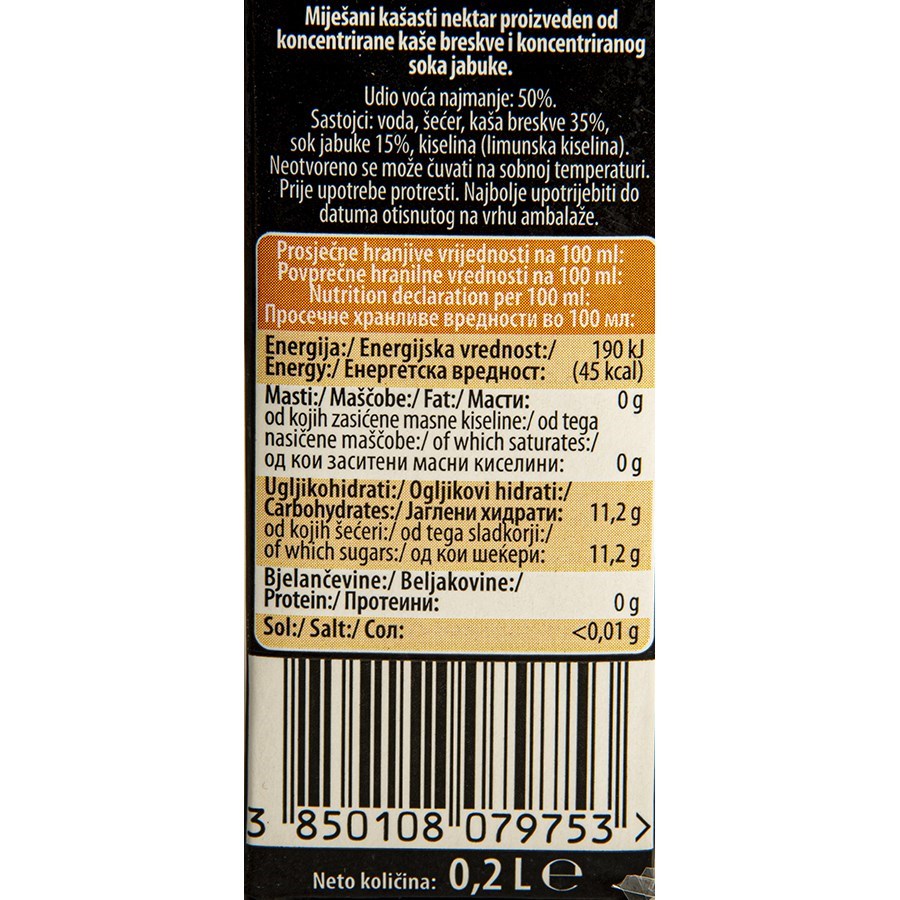 Miješani kašasti nektar proizveden od
koncentrirane kaše breskve i koncentriranog
soka jabuke.
Udio voća najmanje: 50%.
Sastojci: voda, šećer, kaša breskve 35%,
sok jabuke 15%, kiselina (limunska kiselina).
Neotvoreno se može čuvati na sobnoj temperaturi.
Prije upotrebe protresti. Najbolje upotrijebiti do
datuma otisnutog na vrhu ambalaže.
Prosječne hranjive vrijednosti na 100 ml:
Povprečne hranilne vrednosti na 100 ml:
Nutrition declaration per 100 ml:
Просечне хранливе вредности во 100 мл:
Energija:/ Energijska vrednost:/ 190 kJ
Energy:/ Енергетска вредност: (45 kcal)
Masti:/ Maščobe:/ Fat:/ Масти: 0 g
od kojih zasićene masne kiseline:/ od tega
nasičene maščobe:/ of which saturates:/
од кои заситени масни киселини: 0 g
Ugljikohidrati:/ Ogljikovi hidrati:/
Carbohydrates:/ Јаглени хидрати: 11,2 g
od kojih šećeri:/ od tega sladkorji:/
of which sugars:/ од кои шеќери: 11,2 g
Bjelančevine:/ Beljakovine:/
Protein:/ Протеини: 0 g
Sol:/ Salt:/ Сол: <0,01 g
3 850108 079753 >
Neto količina: 0,2 L ℮